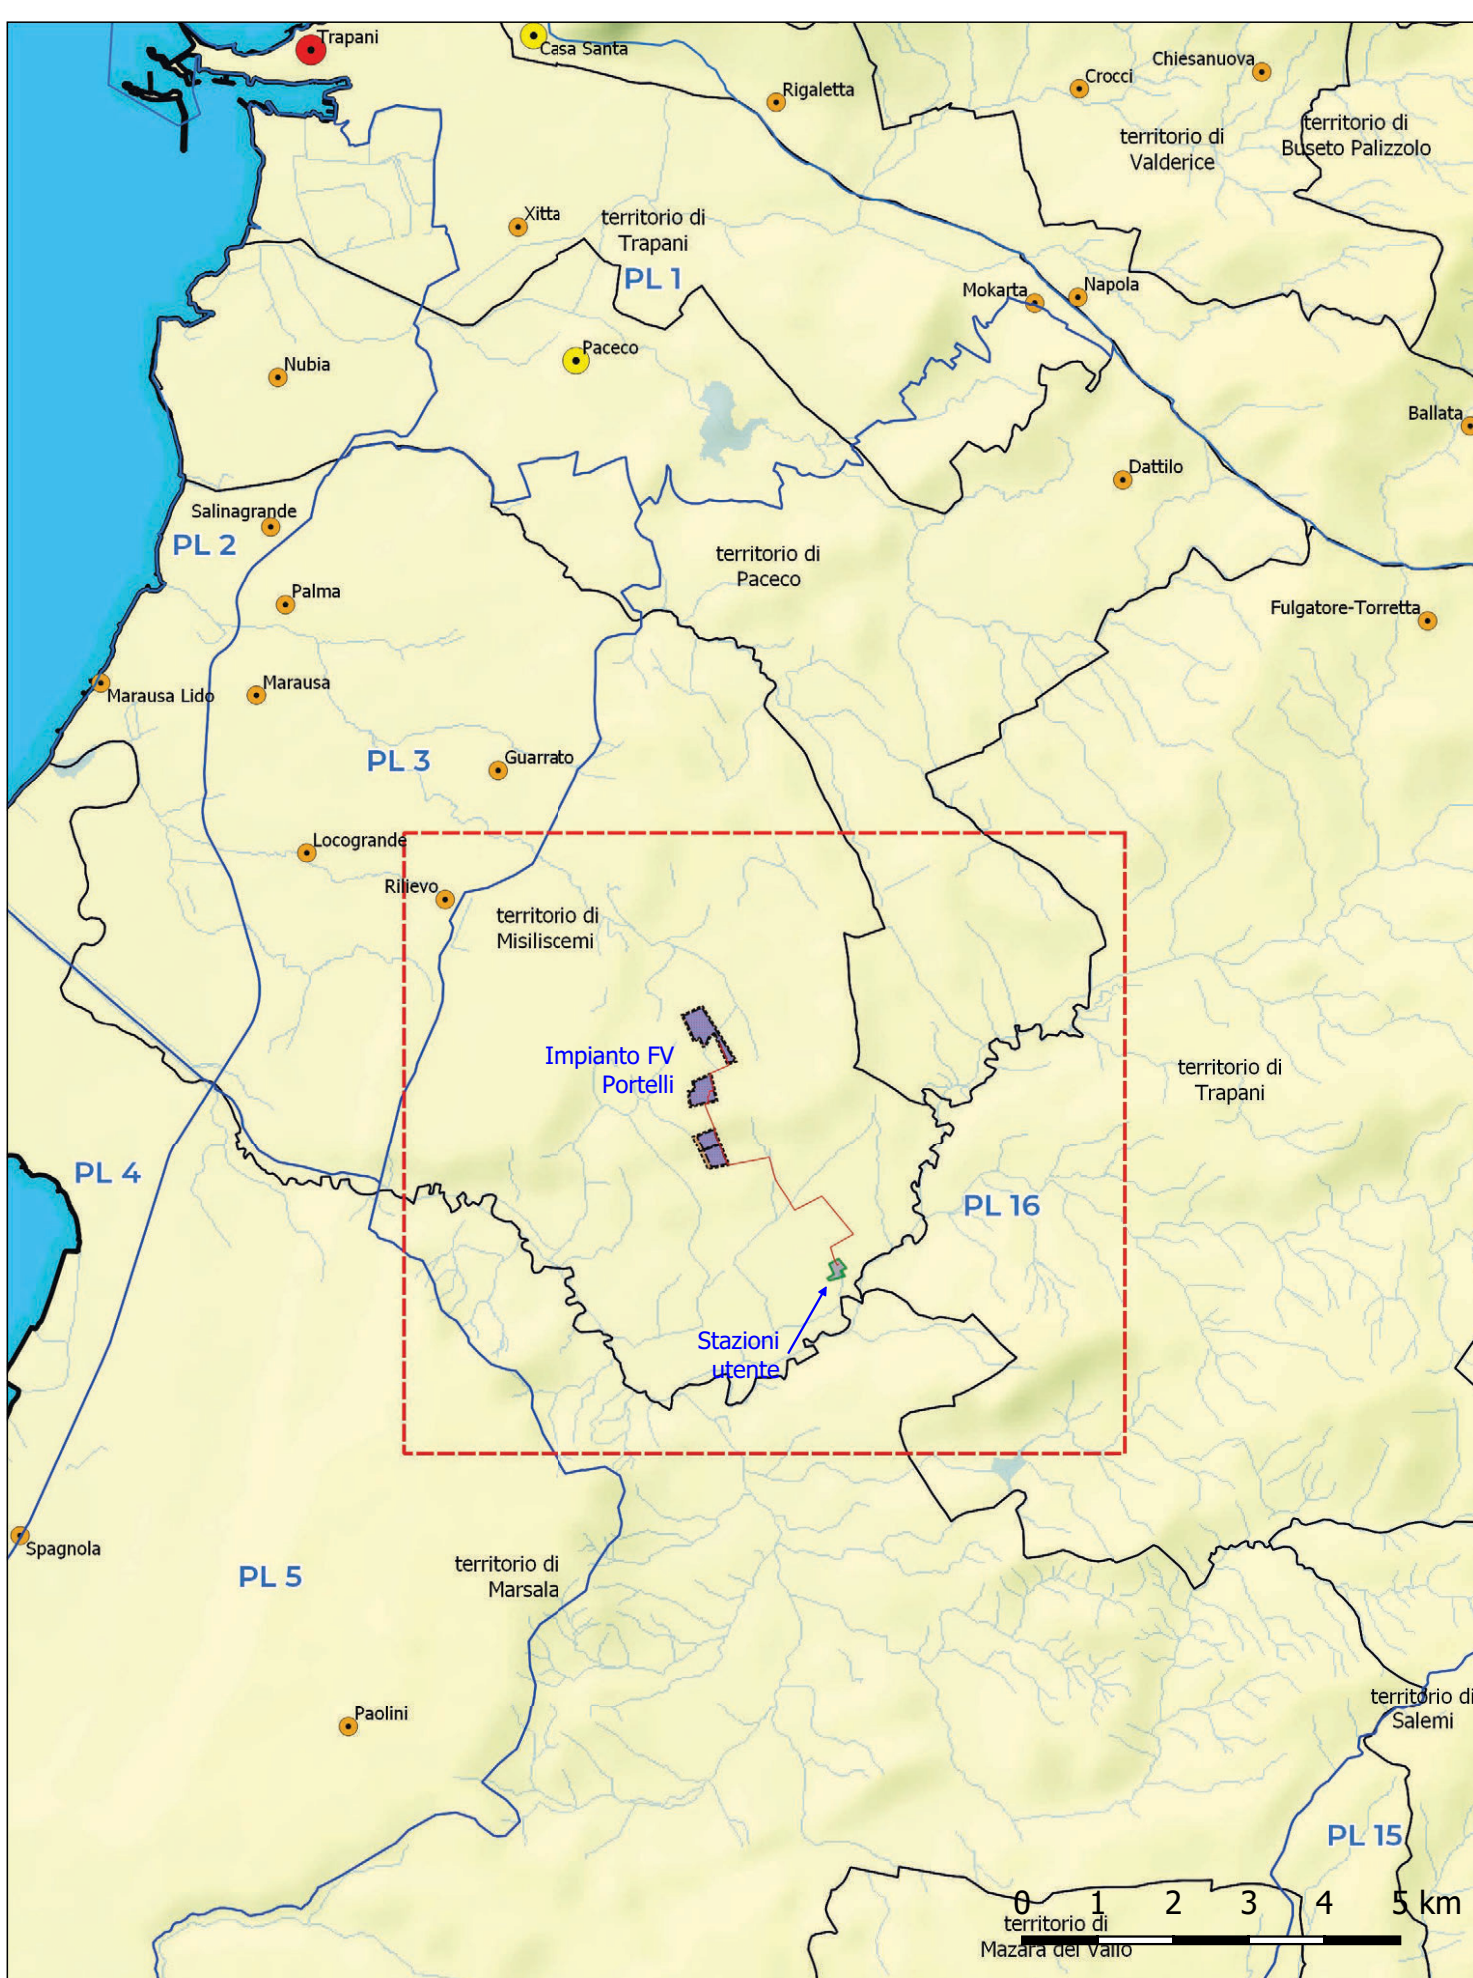 Trapani
Casa Santa
Chiesanuova
Crocci
Rigaletta
territorio di
Valderice
territorio di
Buseto Palizzolo
Xitta
territorio di
Trapani
PL 1
Mokarta
Napola
Paceco
Nubia
Ballata
Dattilo
Salinagrande
PL 2
territorio di
Paceco
Palma
Fulgatore-Torretta
Marausa Lido
Marausa
PL 3
Guarrato
Locogrande
Rilievo
territorio di
Misiliscemi
Impianto FV
Portelli
territorio di
Trapani
PL 4
PL 16
Stazioni
utente
Spagnola
PL 5
territorio di
Marsala
Paolini
territorio di
Salemi
PL 15
0 1 2 3 4 5 km
territorio di
Mazara del Vallo